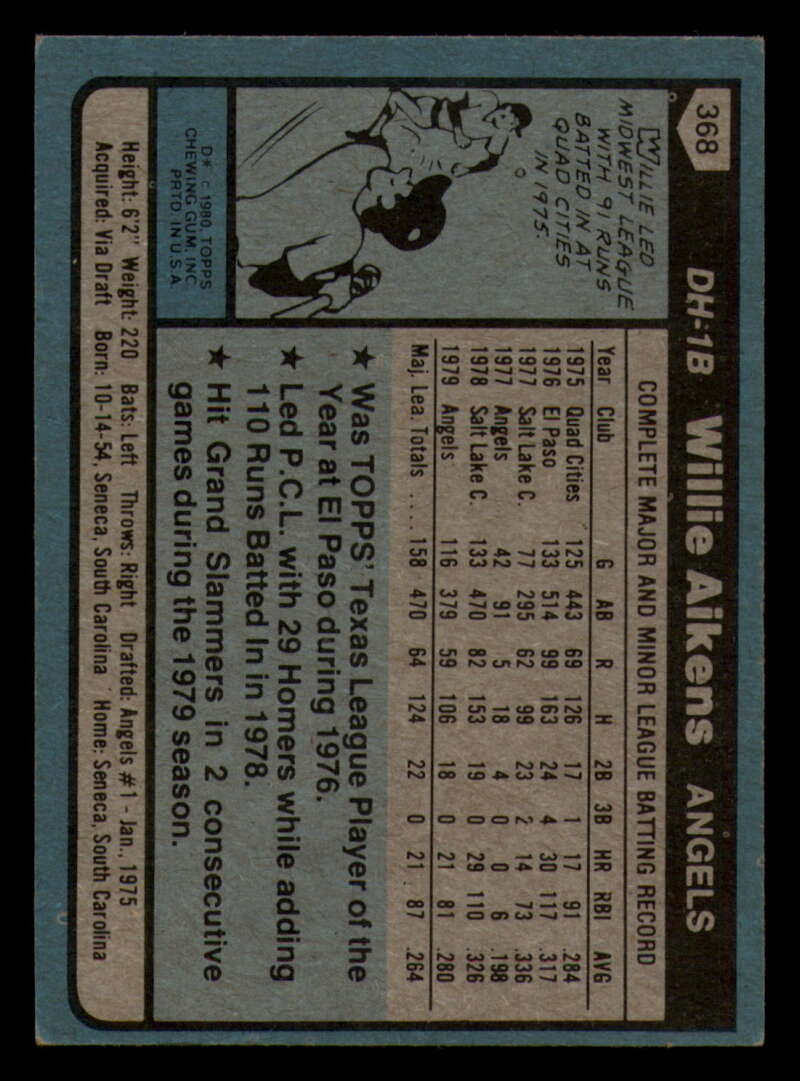 368 DH-1B Willie Aikens ANGELS
WILLIE LED
MIDWEST LEAGUE
WITH 91 RUNS
BATTED IN AT
QUAD CITIES
IN 1975.
D* © 1980 TOPPS
CHEWING GUM, INC.
PRTD. IN U.S.A.
COMPLETE MAJOR AND MINOR LEAGUE BATTING RECORD
Year Club G AB R H 2B 3B HR RBI AVG
1975 Quad Cities 125 443 69 126 17 1 17 91 .284
1976 El Paso 133 514 99 163 24 4 30 117 .317
1977 Salt Lake C. 77 295 62 99 23 2 14 73 .336
1977 Angels 42 91 5 18 4 0 0 6 .198
1978 Salt Lake C. 133 470 82 153 19 0 29 110 .326
1979 Angels 116 379 59 106 18 0 21 81 .280
Maj. Lea. Totals .... 158 470 64 124 22 0 21 87 .264
★ Was TOPPS' Texas League Player of the
Year at El Paso during 1976.
★ Led P.C.L. with 29 Homers while adding
110 Runs Batted In in 1978.
★ Hit Grand Slammers in 2 consecutive
games during the 1979 season.
Height: 6'2" Weight: 220 Bats: Left Throws: Right Drafted: Angels #1 - Jan., 1975
Acquired: Via Draft Born: 10-14-54, Seneca, South Carolina Home: Seneca, South Carolina